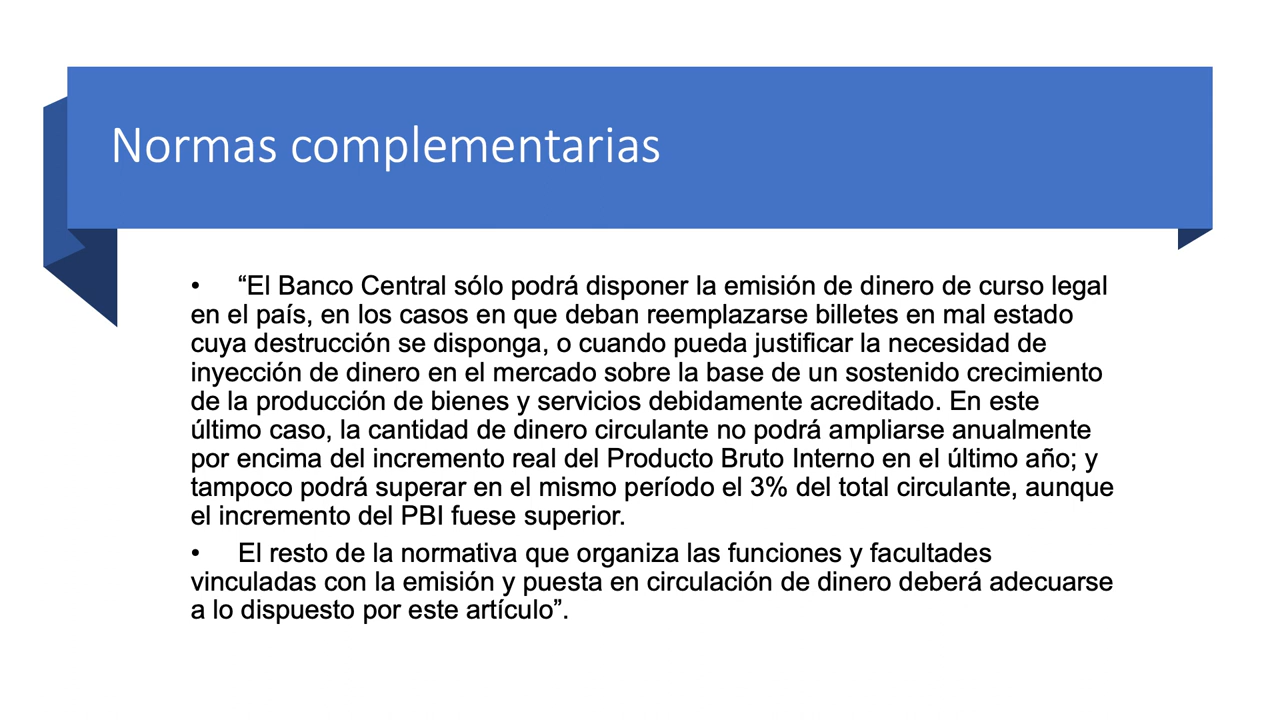 Normas complementarias
• “El Banco Central sólo podrá disponer la emisión de dinero de curso legal
en el país, en los casos en que deban reemplazarse billetes en mal estado
cuya destrucción se disponga, o cuando pueda justificar la necesidad de
inyección de dinero en el mercado sobre la base de un sostenido crecimiento
de la producción de bienes y servicios debidamente acreditado. En este
último caso, la cantidad de dinero circulante no podrá ampliarse anualmente
por encima del incremento real del Producto Bruto Interno en el último año; y
tampoco podrá superar en el mismo período el 3% del total circulante, aunque
el incremento del PBI fuese superior.
• El resto de la normativa que organiza las funciones y facultades
vinculadas con la emisión y puesta en circulación de dinero deberá adecuarse
a lo dispuesto por este artículo”.